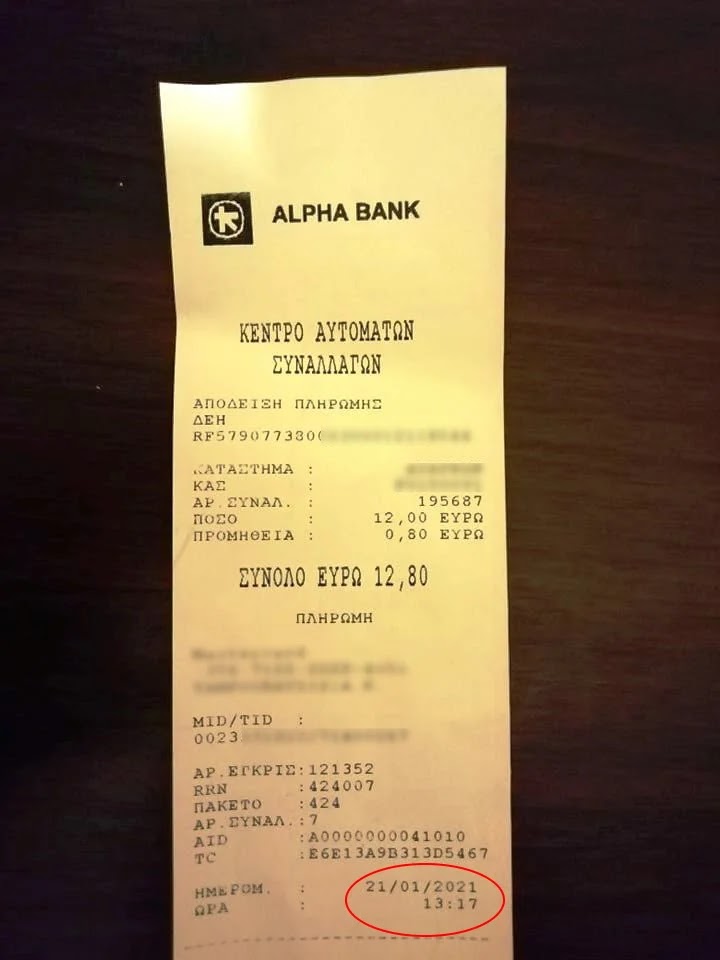 ALPHA BANK
ΚΕΝΤΡΟ ΑΥΤΟΜΑΤΩΝ
ΣΥΝΑΛΛΑΓΩΝ
ΑΠΟΔΕΙΞΗ ΠΛΗΡΩΜΗΣ
ΔΕΗ
RF5790773800
ΚΑΤΑΣΤΗΜΑ :
ΚΑΣ :
ΑΡ.ΣΥΝΑΛ. : 195687
ΠΟΣΟ : 12,00 ΕΥΡΩ
ΠΡΟΜΗΘΕΙΑ : 0,80 ΕΥΡΩ
ΣΥΝΟΛΟ ΕΥΡΩ 12,80
ΠΛΗΡΩΜΗ
MID/TID :
0023
ΑΡ.ΕΓΚΡΙΣ:121352
RRN :424007
ΠΑΚΕΤΟ :424
ΑΡ.ΣΥΝΑΛ.:7
AID :A0000000041010
TC :E6E13A9B313D5467
ΗΜΕΡΟΜ. : 21/01/2021
ΩΡΑ : 13:17